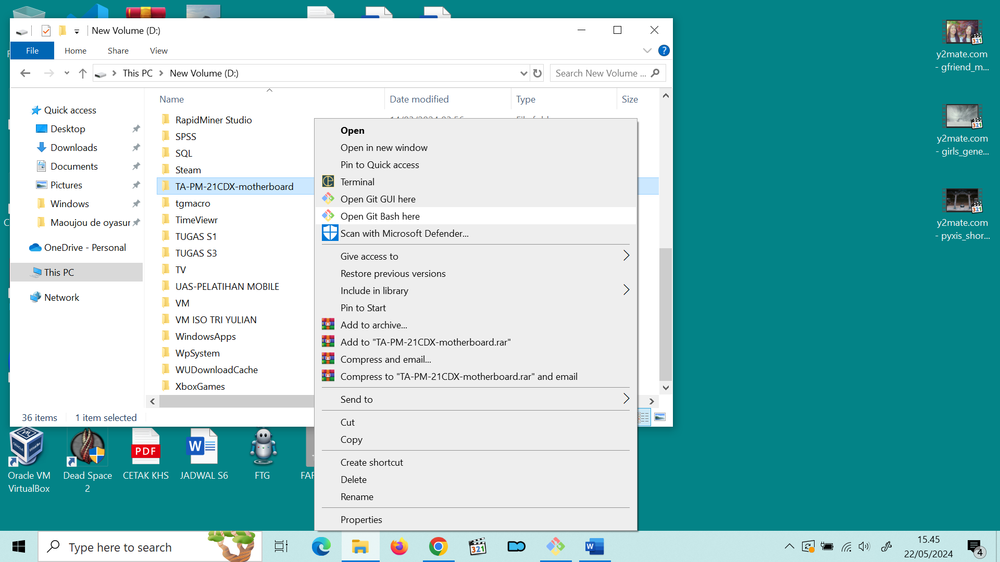 New Volume (D:)
File
Home
Share
View
This PC
New Volume (D:)
Search New Volume ...
Name
Date modified
Type
Size
Quick access
Desktop
Downloads
Documents
Pictures
Windows
Maoujou de oyasur
OneDrive - Personal
This PC
Network
RapidMiner Studio
SPSS
SQL
Steam
TA-PM-21CDX-motherboard
tgmacro
TimeViewr
TUGAS S1
TUGAS S3
TV
UAS-PELATIHAN MOBILE
VM
VM ISO TRI YULIAN
WindowsApps
WpSystem
WUDownloadCache
XboxGames
36 items
1 item selected
Open
Open in new window
Pin to Quick access
Terminal
Open Git GUI here
Open Git Bash here
Scan with Microsoft Defender...
Give access to
Restore previous versions
Include in library
Pin to Start
Add to archive...
Add to "TA-PM-21CDX-motherboard.rar"
Compress and email...
Compress to "TA-PM-21CDX-motherboard.rar" and email
Send to
Cut
Copy
Create shortcut
Delete
Rename
Properties
y2mate.com
- gfriend_m...
y2mate.com
- girls_gene...
y2mate.com
- pyxis_shor...
Oracle VM
VirtualBox
Dead Space
2
PDF
CETAK KHS
JADWAL S6
FTG
Type here to search
321
15.45
22/05/2024
4